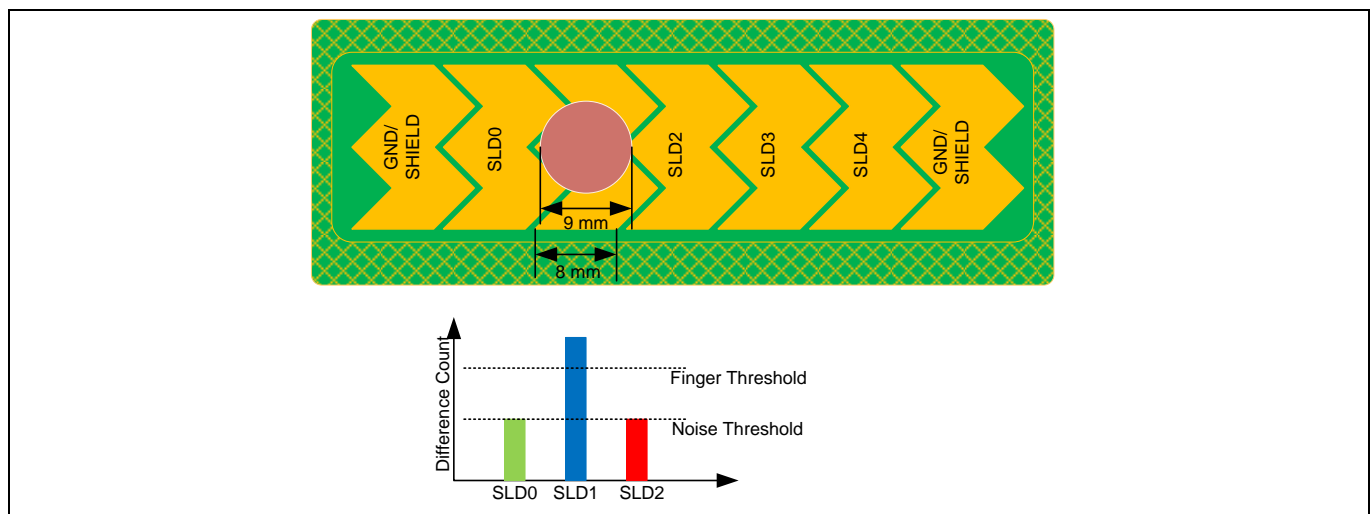 GND/
SHIELD
SLD0
SLD2
SLD3
SLD4
GND/
SHIELD
9 mm
8 mm
Difference Count
Finger Threshold
Noise Threshold
SLD0
SLD1
SLD2